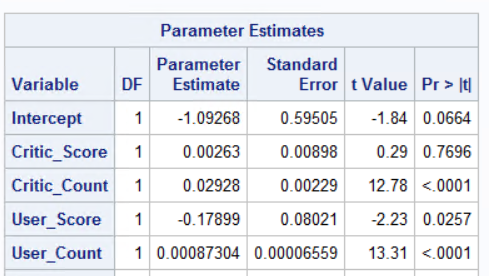 Parameter Estimates
Variable DF Parameter Estimate Standard Error t Value Pr > |t|
Intercept 1 -1.09268 0.59505 -1.84 0.0664
Critic_Score 1 0.00263 0.00898 0.29 0.7696
Critic_Count 1 0.02928 0.00229 12.78 <.0001
User_Score 1 -0.17899 0.08021 -2.23 0.0257
User_Count 1 0.00087304 0.00006559 13.31 <.0001